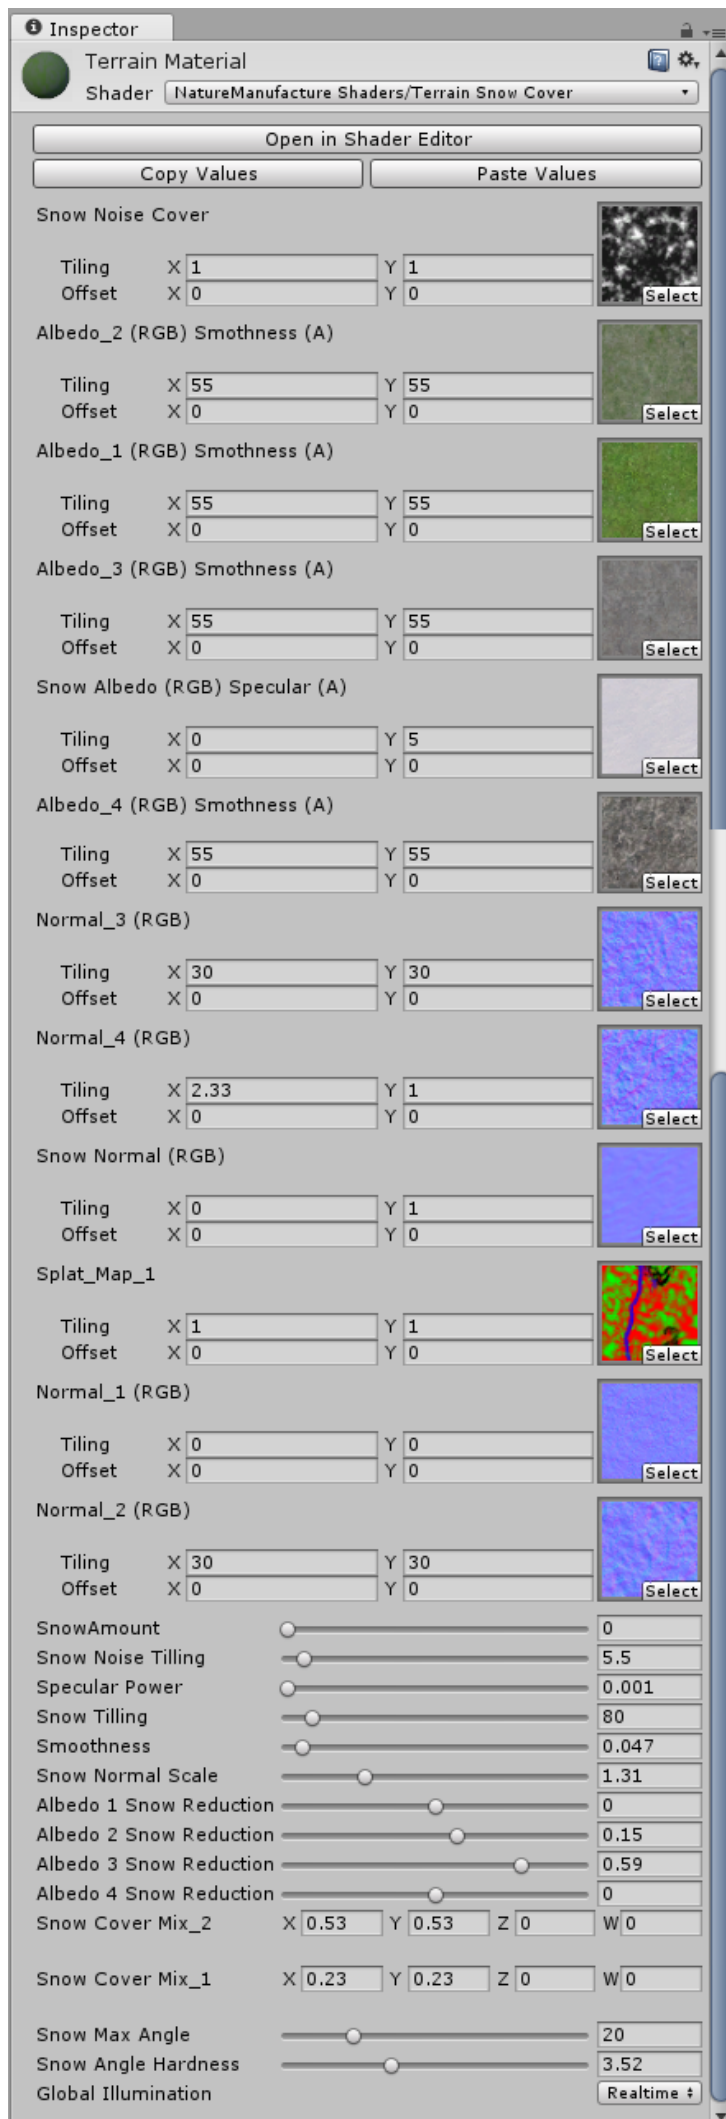 Inspector
Terrain Material
Shader NatureManufacture Shaders/Terrain Snow Cover
Open in Shader Editor
Copy Values Paste Values
Snow Noise Cover
Tiling X 1 Y 1
Offset X 0 Y 0 Select
Albedo_2 (RGB) Smothness (A)
Tiling X 55 Y 55
Offset X 0 Y 0 Select
Albedo_1 (RGB) Smothness (A)
Tiling X 55 Y 55
Offset X 0 Y 0 Select
Albedo_3 (RGB) Smothness (A)
Tiling X 55 Y 55
Offset X 0 Y 0 Select
Snow Albedo (RGB) Specular (A)
Tiling X 0 Y 5
Offset X 0 Y 0 Select
Albedo_4 (RGB) Smothness (A)
Tiling X 55 Y 55
Offset X 0 Y 0 Select
Normal_3 (RGB)
Tiling X 30 Y 30
Offset X 0 Y 0 Select
Normal_4 (RGB)
Tiling X 2.33 Y 1
Offset X 0 Y 0 Select
Snow Normal (RGB)
Tiling X 0 Y 1
Offset X 0 Y 0 Select
Splat_Map_1
Tiling X 1 Y 1
Offset X 0 Y 0 Select
Normal_1 (RGB)
Tiling X 0 Y 0
Offset X 0 Y 0 Select
Normal_2 (RGB)
Tiling X 30 Y 30
Offset X 0 Y 0 Select
SnowAmount 0
Snow Noise Tilling 5.5
Specular Power 0.001
Snow Tilling 80
Smoothness 0.047
Snow Normal Scale 1.31
Albedo 1 Snow Reduction 0
Albedo 2 Snow Reduction 0.15
Albedo 3 Snow Reduction 0.59
Albedo 4 Snow Reduction 0
Snow Cover Mix_2 X 0.53 Y 0.53 Z 0 W 0
Snow Cover Mix_1 X 0.23 Y 0.23 Z 0 W 0
Snow Max Angle 20
Snow Angle Hardness 3.52
Global Illumination Realtime